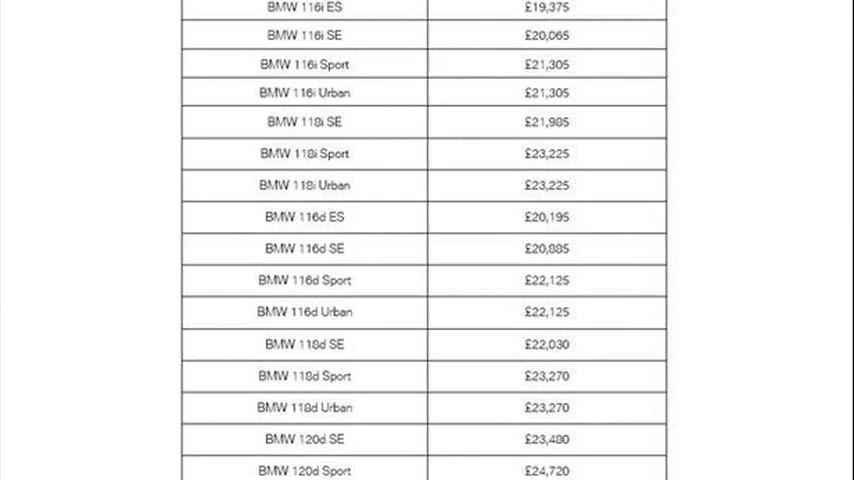 BMW 116i ES £19,375
BMW 116i SE £20,065
BMW 116i Sport £21,305
BMW 116i Urban £21,305
BMW 118i SE £21,985
BMW 118i Sport £23,225
BMW 118i Urban £23,225
BMW 116d ES £20,195
BMW 116d SE £20,885
BMW 116d Sport £22,125
BMW 116d Urban £22,125
BMW 118d SE £22,030
BMW 118d Sport £23,270
BMW 118d Urban £23,270
BMW 120d SE £23,480
BMW 120d Sport £24,720